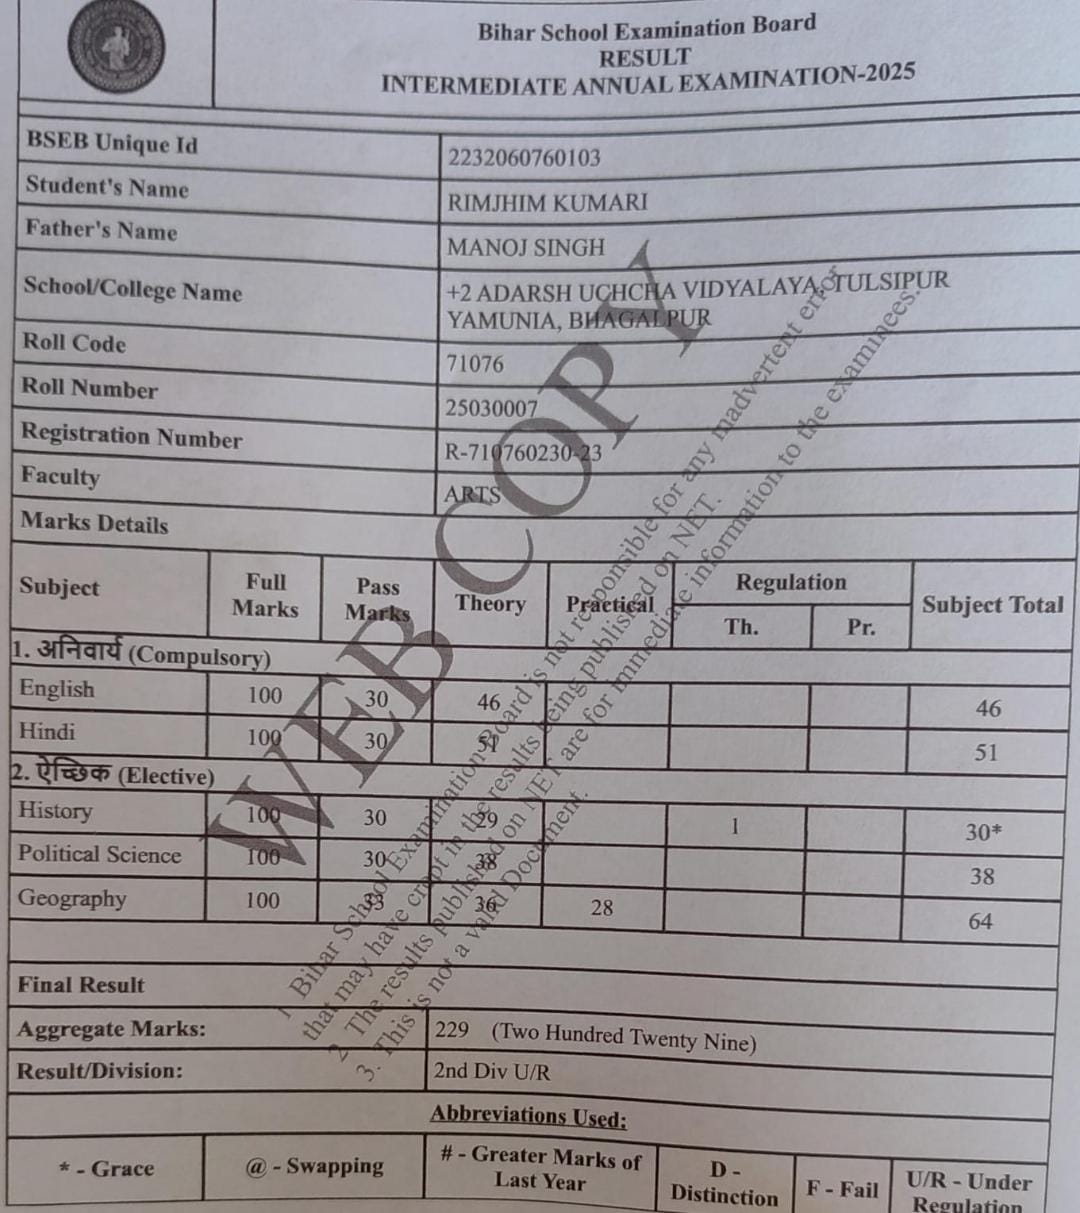 Bihar School Examination Board
RESULT
INTERMEDIATE ANNUAL EXAMINATION-2025
BSEB Unique Id 2232060760103
Student's Name RIMJHIM KUMARI
Father's Name MANOJ SINGH
School/College Name +2 ADARSH UCHCHA VIDYALAYA, TULSIPUR
YAMUNIA, BHAGALPUR
Roll Code 71076
Roll Number 25030007
Registration Number R-710760230-23
Faculty ARTS
Marks Details
Subject Full Marks Pass Marks Theory Practical Regulation Subject Total
Th. Pr.
1. अनिवार्य (Compulsory)
English 100 30 46 46
Hindi 100 30 51 51
2. ऐच्छिक (Elective)
History 100 30 29 1 30*
Political Science 100 30 38 38
Geography 100 33 36 28 64
Final Result
Aggregate Marks: 229 (Two Hundred Twenty Nine)
Result/Division: 2nd Div U/R
Abbreviations Used:
* - Grace @ - Swapping # - Greater Marks of Last Year D - Distinction F - Fail U/R - Under Regulation
WEB COPY
1 Bihar School Examination Board is not responsible for any inadvertent error
that may have crept in the results being published on NET.
2. The results published on NET are for immediate information to the examinees.
3. This is not a valid Document.